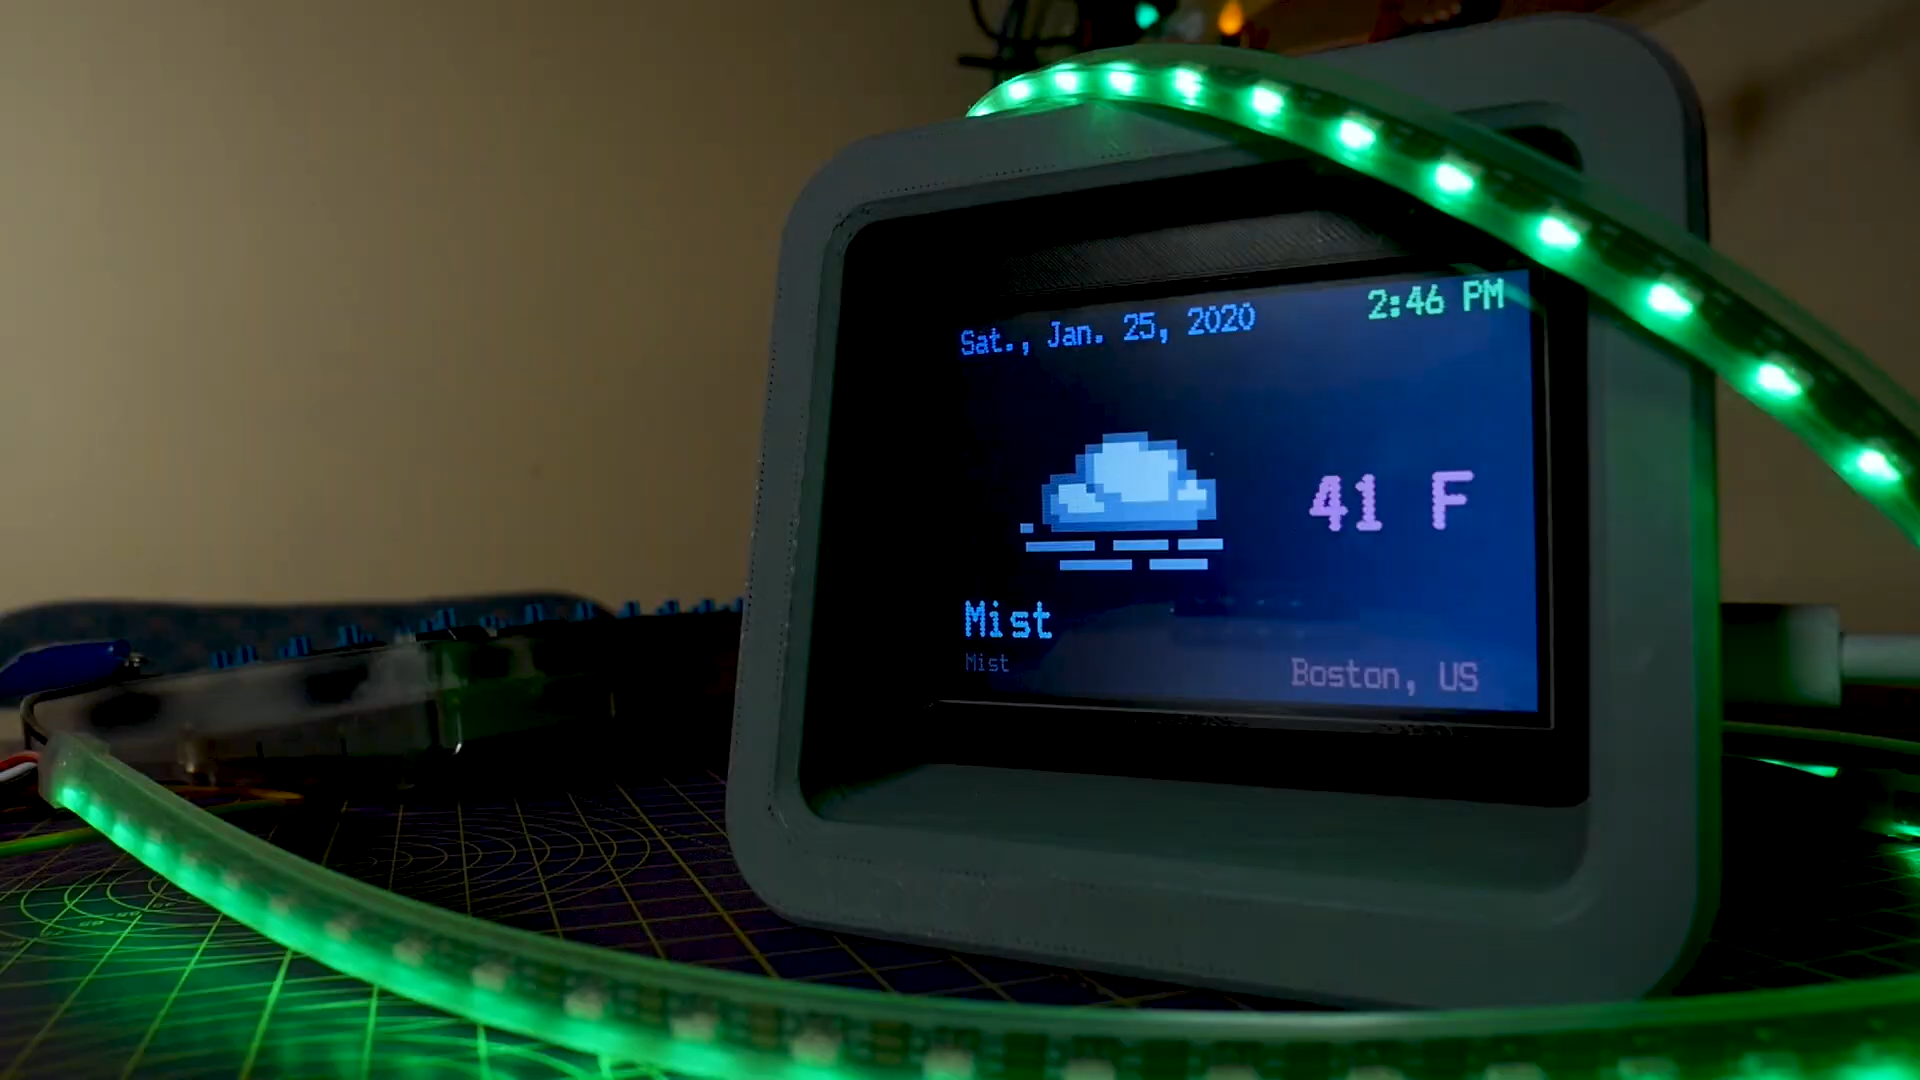 Sat., Jan. 25, 2020
2:46 PM
41 F
Mist
Mist
Boston, US